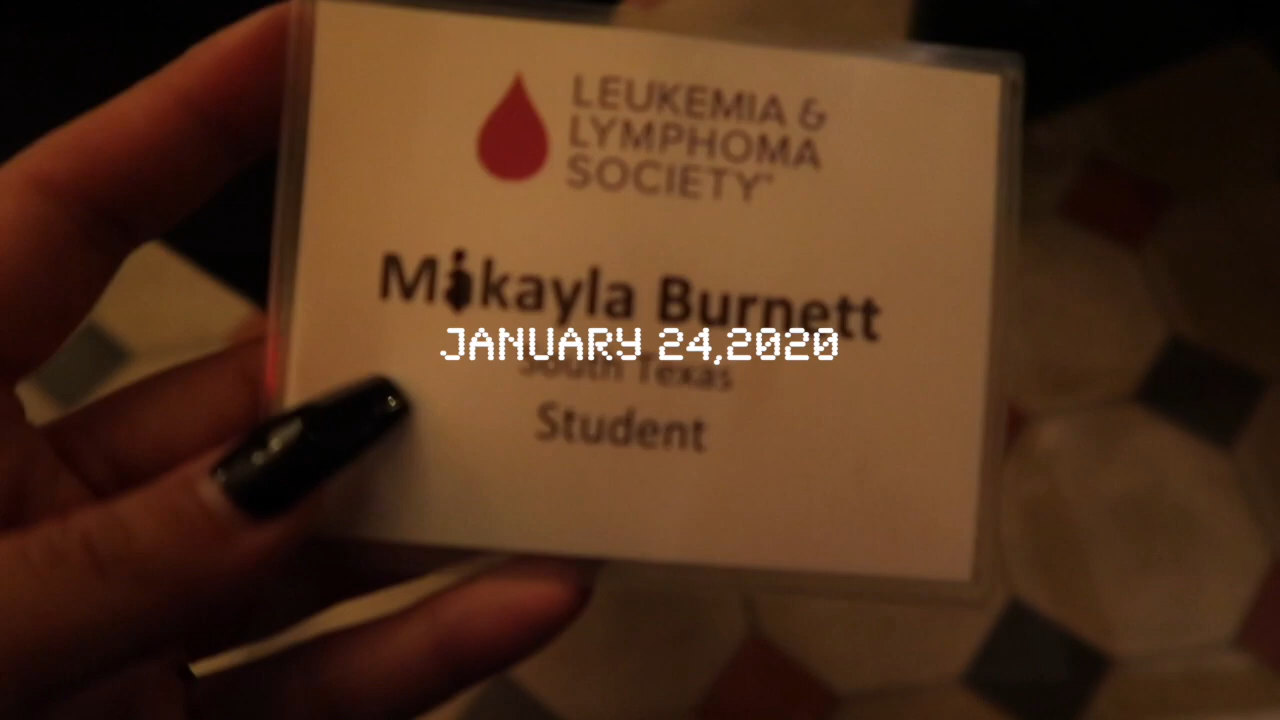 LEUKEMIA &
LYMPHOMA
SOCIETY
Mikayla Burnett
JANUARY 24,2020
South Texas
Student